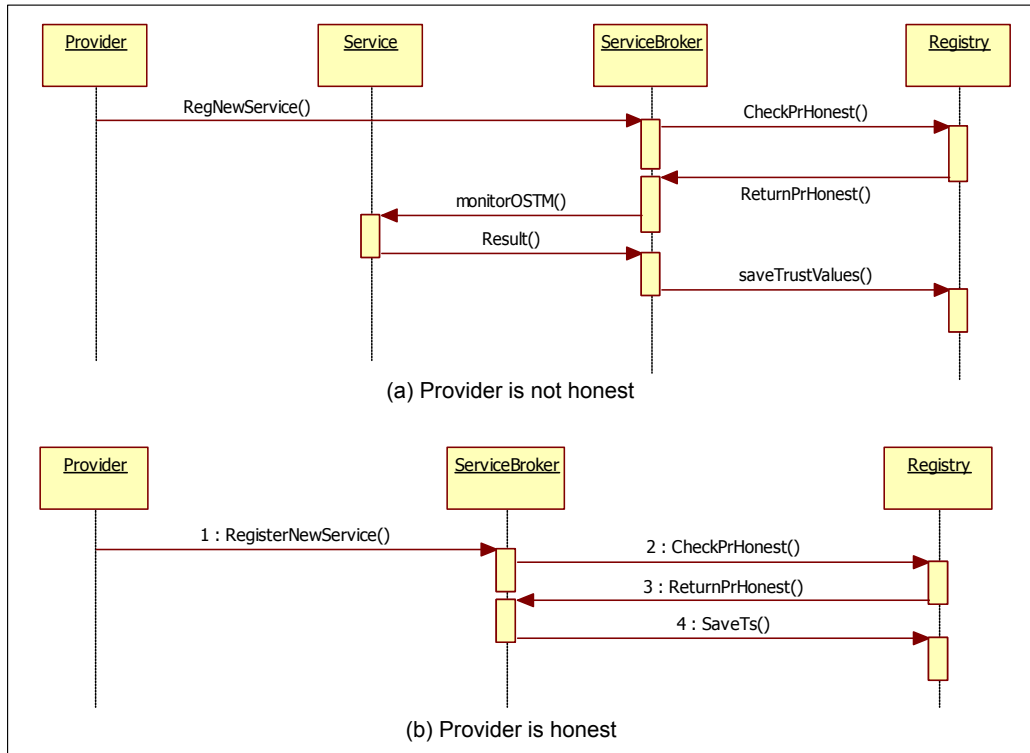 Provider
Service
ServiceBroker
Registry
RegNewService()
CheckPrHonest()
ReturnPrHonest()
monitorOSTM()
Result()
saveTrustValues()
(a) Provider is not honest
Provider
ServiceBroker
Registry
1 : RegisterNewService()
2 : CheckPrHonest()
3 : ReturnPrHonest()
4 : SaveTs()
(b) Provider is honest